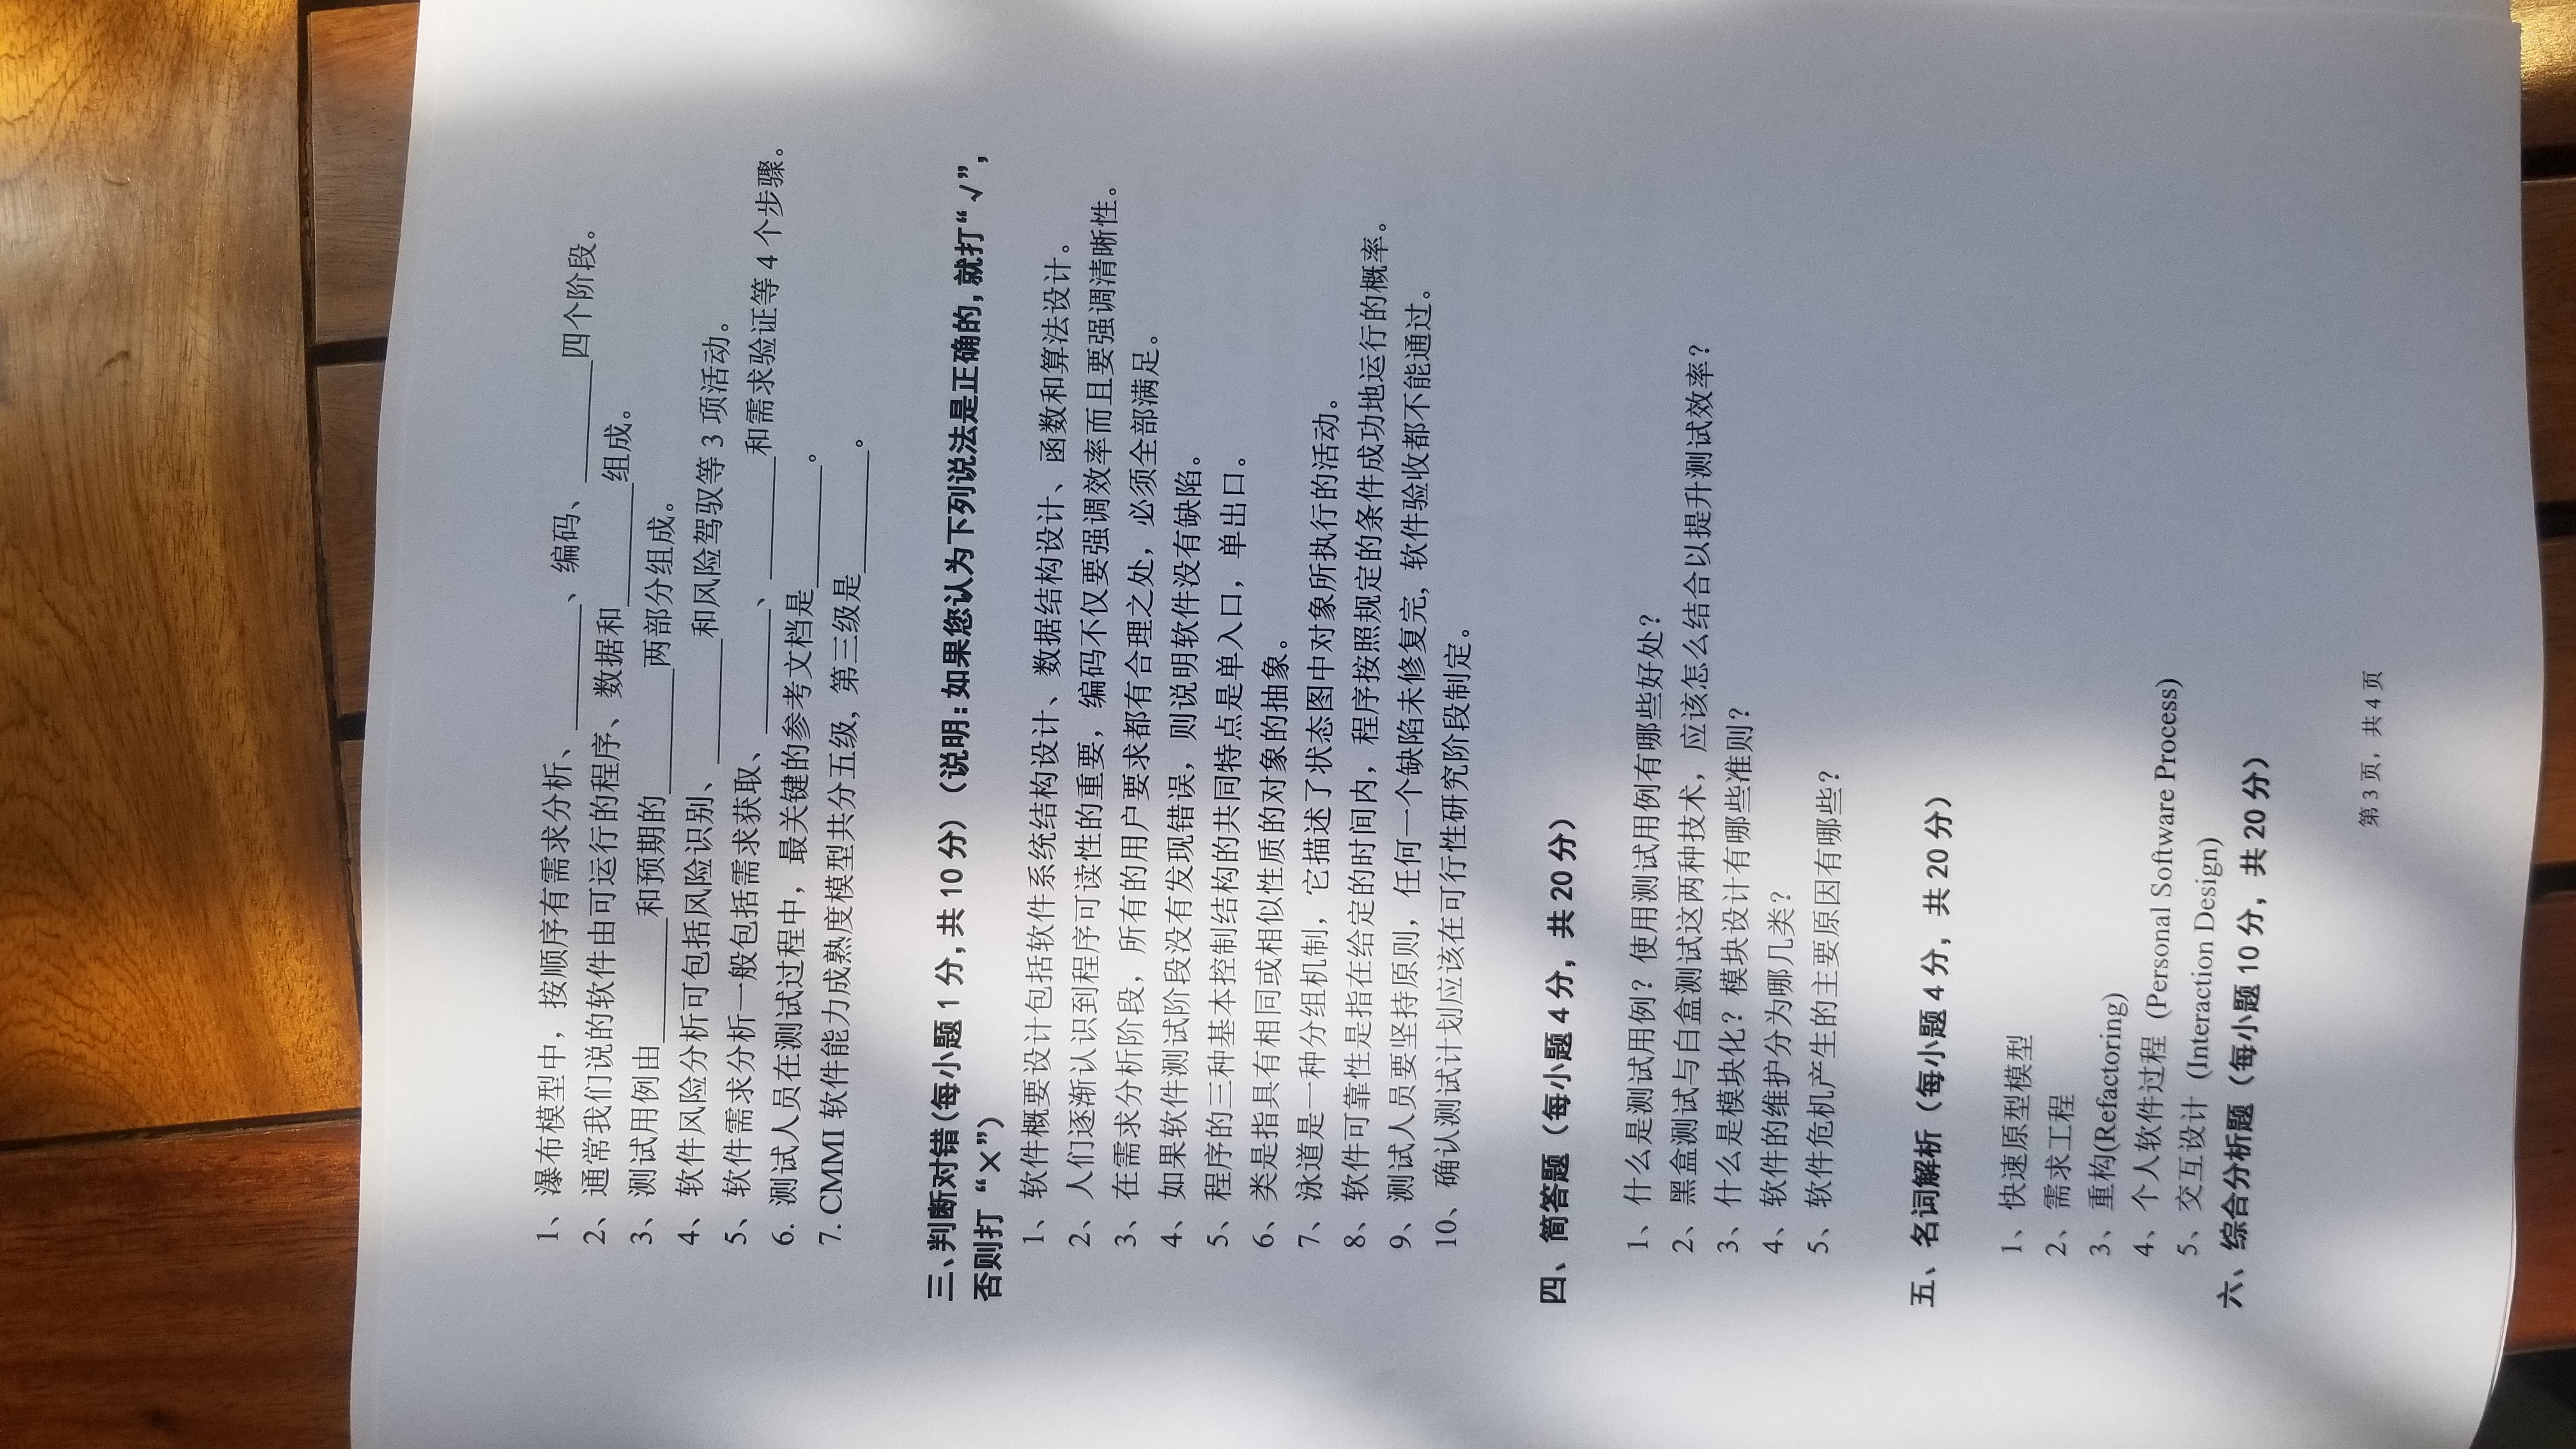 1、瀑布模型中，按顺序有需求分析、________、编码、________四个阶段。
2、通常我们说的软件由可运行的程序、数据和________组成。
3、测试用例由________和预期的________两部分组成。
4、软件风险分析可包括风险识别、________和风险驾驭等 3 项活动。
5、软件需求分析一般包括需求获取、________、________和需求验证等 4 个步骤。
6. 测试人员在测试过程中，最关键的参考文档是________。
7. CMMI 软件能力成熟度模型共分五级，第三级是________。
三、判断对错（每小题 1 分，共 10 分）（说明：如果您认为下列说法是正确的，就打“√”，
否则打“×”）
1、软件概要设计包括软件系统结构设计、数据结构设计、函数和算法设计。
2、人们逐渐认识到程序可读性的重要，编码不仅要强调效率而且要强调清晰性。
3、在需求分析阶段，所有的用户要求都有合理之处，必须全部满足。
4、如果软件测试阶段没有发现错误，则说明软件没有缺陷。
5、程序的三种基本控制结构的共同特点是单入口，单出口。
6、类是指具有相同或相似性质的对象的抽象。
7、泳道是一种分组机制，它描述了状态图中对象所执行的活动。
8、软件可靠性是指在给定的时间内，程序按照规定的条件成功地运行的概率。
9、测试人员要坚持原则，任何一个缺陷未修复完，软件验收都不能通过。
10、确认测试计划应该在可行性研究阶段制定。
四、简答题（每小题 4 分，共 20 分）
1、什么是测试用例？使用测试用例有哪些好处？
2、黑盒测试与白盒测试这两种技术，应该怎么结合以提升测试效率？
3、什么是模块化？模块设计有哪些准则？
4、软件的维护分为哪几类？
5、软件危机产生的主要原因有哪些？
五、名词解析（每小题 4 分，共 20 分）
1、快速原型模型
2、需求工程
3、重构(Refactoring)
4、个人软件过程 (Personal Software Process)
5、交互设计 (Interaction Design)
六、综合分析题（每小题 10 分，共 20 分）
第 3 页，共 4 页